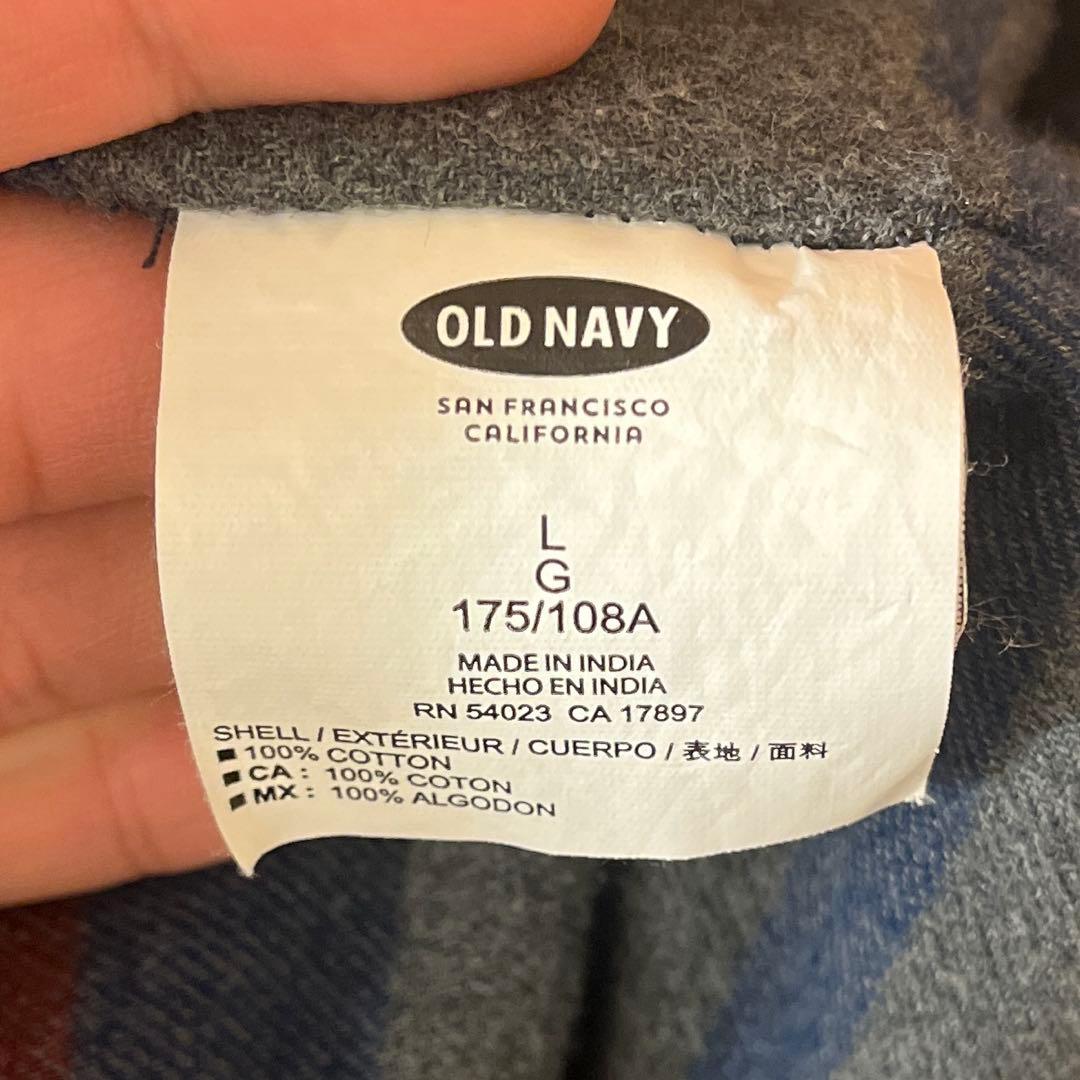 OLD NAVY
SAN FRANCISCO
CALIFORNIA
L
G
175/108A
MADE IN INDIA
HECHO EN INDIA
RN 54023 CA 17897
SHELL / EXTÉRIEUR / CUERPO / 表地 / 面料
■ 100% COTTON
■ CA : 100% COTON
■ MX : 100% ALGODON